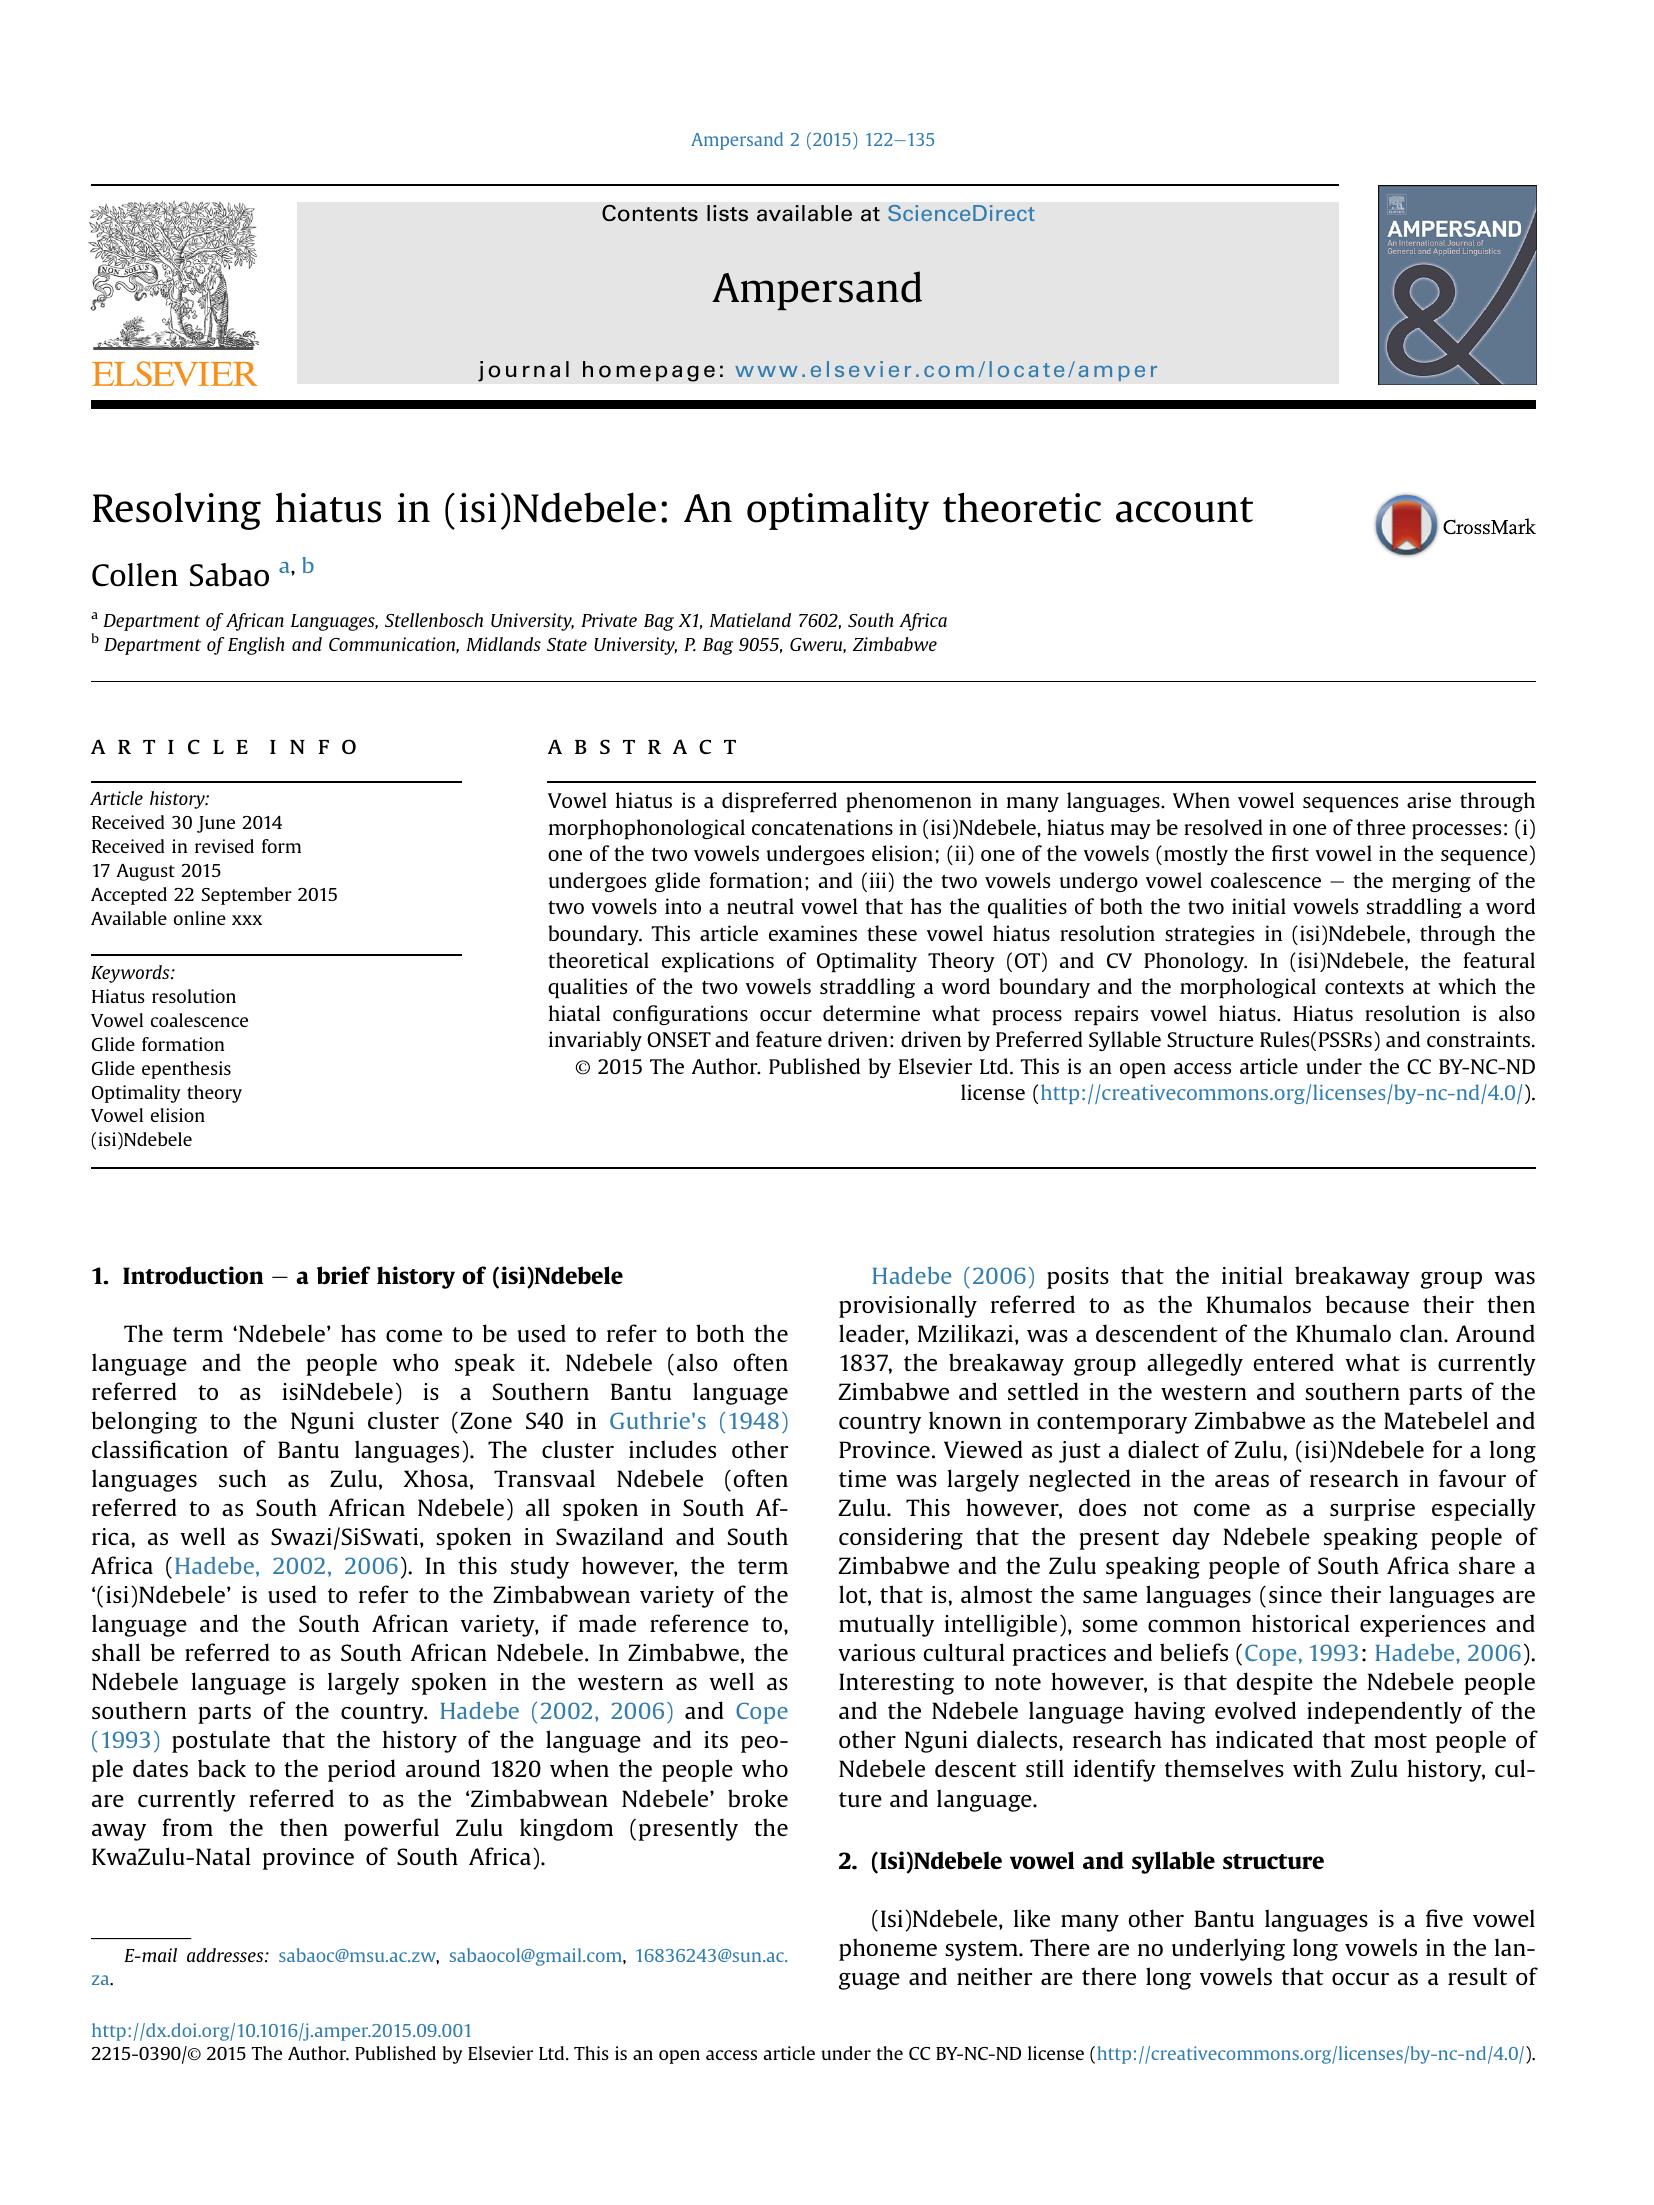 Ampersand 2 (2015) 122–135
Contents lists available at ScienceDirect
Ampersand
journal homepage: www.elsevier.com/locate/amper
NON SOLUS
ELSEVIER
AMPERSAND
An International Journal of
General and Applied Linguistics
&
Resolving hiatus in (isi)Ndebele: An optimality theoretic account
CrossMark
Collen Sabao a, b
a Department of African Languages, Stellenbosch University, Private Bag X1, Matieland 7602, South Africa
b Department of English and Communication, Midlands State University, P. Bag 9055, Gweru, Zimbabwe
ARTICLE INFO
Article history:
Received 30 June 2014
Received in revised form
17 August 2015
Accepted 22 September 2015
Available online xxx
Keywords:
Hiatus resolution
Vowel coalescence
Glide formation
Glide epenthesis
Optimality theory
Vowel elision
(isi)Ndebele
ABSTRACT
Vowel hiatus is a dispreferred phenomenon in many languages. When vowel sequences arise through
morphophonological concatenations in (isi)Ndebele, hiatus may be resolved in one of three processes: (i)
one of the two vowels undergoes elision; (ii) one of the vowels (mostly the first vowel in the sequence)
undergoes glide formation; and (iii) the two vowels undergo vowel coalescence – the merging of the
two vowels into a neutral vowel that has the qualities of both the two initial vowels straddling a word
boundary. This article examines these vowel hiatus resolution strategies in (isi)Ndebele, through the
theoretical explications of Optimality Theory (OT) and CV Phonology. In (isi)Ndebele, the featural
qualities of the two vowels straddling a word boundary and the morphological contexts at which the
hiatal configurations occur determine what process repairs vowel hiatus. Hiatus resolution is also
invariably ONSET and feature driven: driven by Preferred Syllable Structure Rules(PSSRs) and constraints.
© 2015 The Author. Published by Elsevier Ltd. This is an open access article under the CC BY-NC-ND
license (http://creativecommons.org/licenses/by-nc-nd/4.0/).
1. Introduction – a brief history of (isi)Ndebele
The term ‘Ndebele’ has come to be used to refer to both the
language and the people who speak it. Ndebele (also often
referred to as isiNdebele) is a Southern Bantu language
belonging to the Nguni cluster (Zone S40 in Guthrie's (1948)
classification of Bantu languages). The cluster includes other
languages such as Zulu, Xhosa, Transvaal Ndebele (often
referred to as South African Ndebele) all spoken in South Af-
rica, as well as Swazi/SiSwati, spoken in Swaziland and South
Africa (Hadebe, 2002, 2006). In this study however, the term
‘(isi)Ndebele’ is used to refer to the Zimbabwean variety of the
language and the South African variety, if made reference to,
shall be referred to as South African Ndebele. In Zimbabwe, the
Ndebele language is largely spoken in the western as well as
southern parts of the country. Hadebe (2002, 2006) and Cope
(1993) postulate that the history of the language and its peo-
ple dates back to the period around 1820 when the people who
are currently referred to as the ‘Zimbabwean Ndebele’ broke
away from the then powerful Zulu kingdom (presently the
KwaZulu-Natal province of South Africa).
E-mail addresses: sabaoc@msu.ac.zw, sabaocol@gmail.com, 16836243@sun.ac.
za.
Hadebe (2006) posits that the initial breakaway group was
provisionally referred to as the Khumalos because their then
leader, Mzilikazi, was a descendent of the Khumalo clan. Around
1837, the breakaway group allegedly entered what is currently
Zimbabwe and settled in the western and southern parts of the
country known in contemporary Zimbabwe as the Matebelel and
Province. Viewed as just a dialect of Zulu, (isi)Ndebele for a long
time was largely neglected in the areas of research in favour of
Zulu. This however, does not come as a surprise especially
considering that the present day Ndebele speaking people of
Zimbabwe and the Zulu speaking people of South Africa share a
lot, that is, almost the same languages (since their languages are
mutually intelligible), some common historical experiences and
various cultural practices and beliefs (Cope, 1993: Hadebe, 2006).
Interesting to note however, is that despite the Ndebele people
and the Ndebele language having evolved independently of the
other Nguni dialects, research has indicated that most people of
Ndebele descent still identify themselves with Zulu history, cul-
ture and language.
2. (Isi)Ndebele vowel and syllable structure
(Isi)Ndebele, like many other Bantu languages is a five vowel
phoneme system. There are no underlying long vowels in the lan-
guage and neither are there long vowels that occur as a result of
http://dx.doi.org/10.1016/j.amper.2015.09.001
2215-0390/© 2015 The Author. Published by Elsevier Ltd. This is an open access article under the CC BY-NC-ND license (http://creativecommons.org/licenses/by-nc-nd/4.0/).